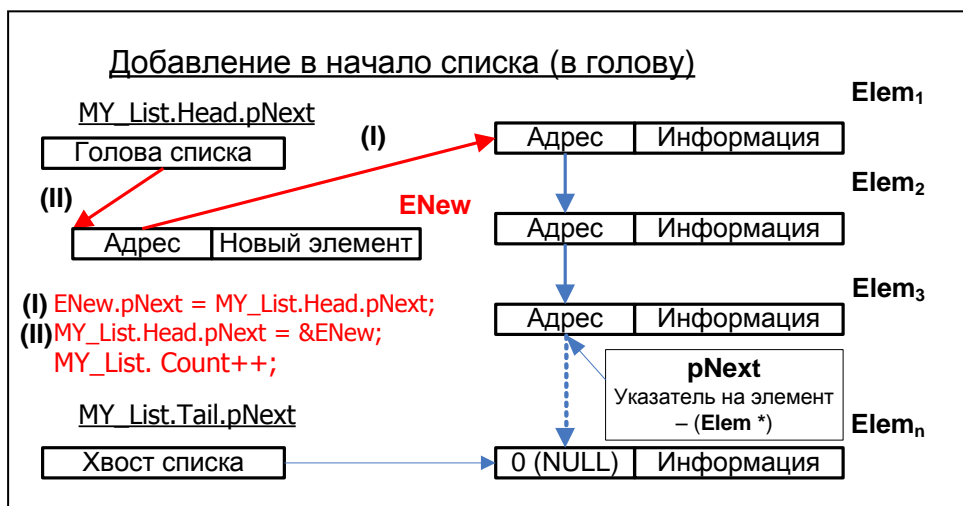 Добавление в начало списка (в голову)
MY_List.Head.pNext
Голова списка
(I)
(II)
ENew
Адрес Новый элемент
Elem1
Адрес Информация
Elem2
Адрес Информация
Elem3
Адрес Информация
(I) ENew.pNext = MY_List.Head.pNext;
(II) MY_List.Head.pNext = &ENew;
MY_List. Count++;
pNext
Указатель на элемент
– (Elem *)
MY_List.Tail.pNext
Хвост списка
Elemn
0 (NULL) Информация